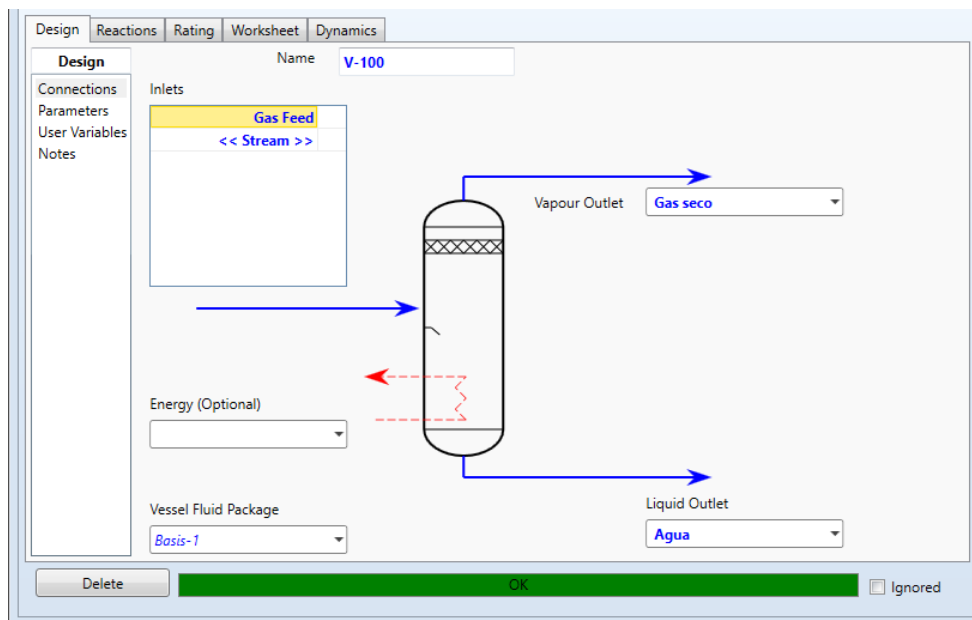 Design Reactions Rating Worksheet Dynamics
Design
Connections
Parameters
User Variables
Notes
Name V-100
Inlets
Gas Feed
<< Stream >>
Vapour Outlet Gas seco
Energy (Optional)
Vessel Fluid Package
Basis-1
Liquid Outlet
Agua
Delete OK Ignored